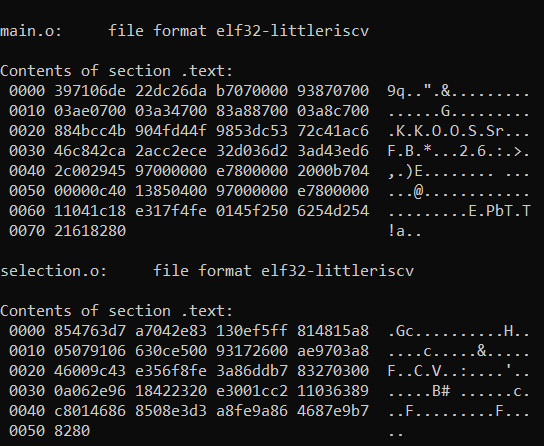 main.o:     file format elf32-littleriscv
Contents of section .text:
 0000 397106de 22dc26da b7070000 93870700  9q..".&.........
 0010 03ae0700 03a34700 83a88700 03a8c700  ......G.........
 0020 884bcc4b 904fd44f 9853dc53 72c41ac6  .K.K.O.O.S.Sr...
 0030 46c842ca 2acc2ece 32d036d2 3ad43ed6  F.B.*...2.6.:.>.
 0040 2c002945 97000000 e7800000 2000b704  ,.)E........ ...
 0050 00000c40 13850400 97000000 e7800000  ...@............
 0060 11041c18 e317f4fe 0145f250 6254d254  .........E.PbT.T
 0070 21618280                             !a..
selection.o:     file format elf32-littleriscv
Contents of section .text:
 0000 854763d7 a7042e83 130ef5ff 814815a8  .Gc..........H..
 0010 05079106 630ce500 93172600 ae9703a8  ....c.....&.....
 0020 46009c43 e356f8fe 3a86ddb7 83270300  F..C.V..:....'..
 0030 0a062e96 18422320 e3001cc2 11036389  .....B# ......c.
 0040 c8014686 8508e3d3 a8fe9a86 4687e9b7  ..F.........F...
 0050 8280                                 ..